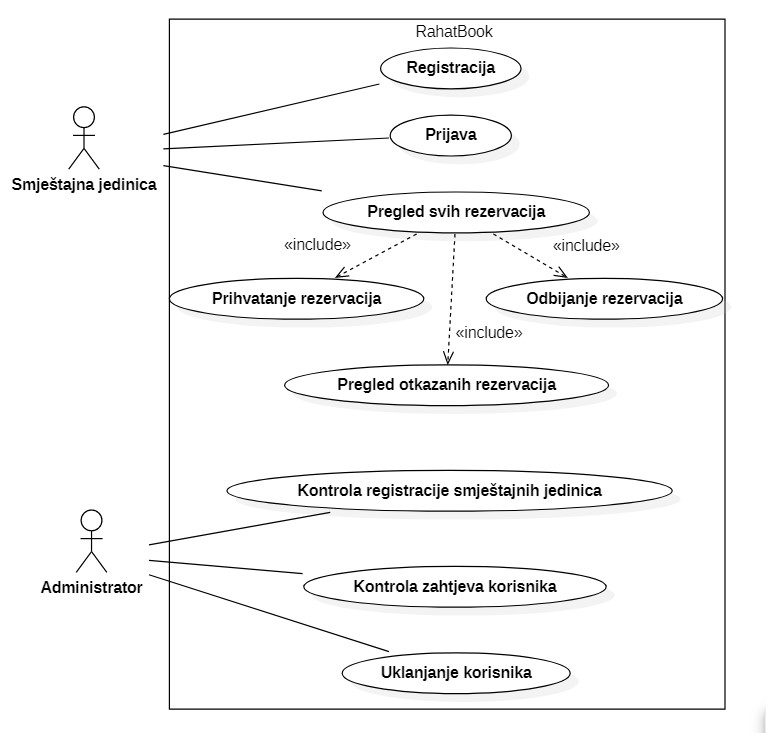 RahatBook
Registracija
Prijava
Smještajna jedinica
Pregled svih rezervacija
«include»
«include»
Prihvatanje rezervacija
Odbijanje rezervacija
«include»
Pregled otkazanih rezervacija
Kontrola registracije smještajnih jedinica
Administrator
Kontrola zahtjeva korisnika
Uklanjanje korisnika